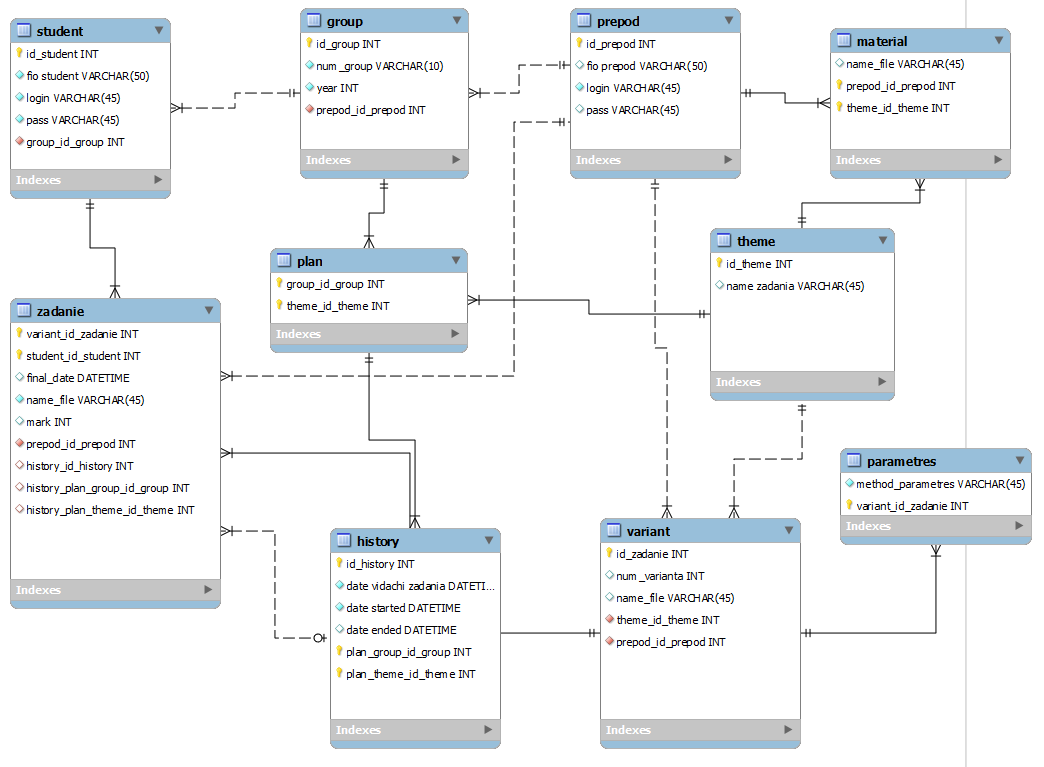 student
id_student INT
fio student VARCHAR(50)
login VARCHAR(45)
pass VARCHAR(45)
group_id_group INT
Indexes
group
id_group INT
num_group VARCHAR(10)
year INT
prepod_id_prepod INT
Indexes
prepod
id_prepod INT
fio prepod VARCHAR(50)
login VARCHAR(45)
pass VARCHAR(45)
Indexes
material
name_file VARCHAR(45)
prepod_id_prepod INT
theme_id_theme INT
Indexes
plan
group_id_group INT
theme_id_theme INT
Indexes
theme
id_theme INT
name zadania VARCHAR(45)
Indexes
zadanie
variant_id_zadanie INT
student_id_student INT
final_date DATETIME
name_file VARCHAR(45)
mark INT
prepod_id_prepod INT
history_id_history INT
history_plan_group_id_group INT
history_plan_theme_id_theme INT
Indexes
history
id_history INT
date vidachi zadania DATETI...
date started DATETIME
date ended DATETIME
plan_group_id_group INT
plan_theme_id_theme INT
Indexes
variant
id_zadanie INT
num_varianta INT
name_file VARCHAR(45)
theme_id_theme INT
prepod_id_prepod INT
Indexes
parametres
method_parametres VARCHAR(45)
variant_id_zadanie INT
Indexes